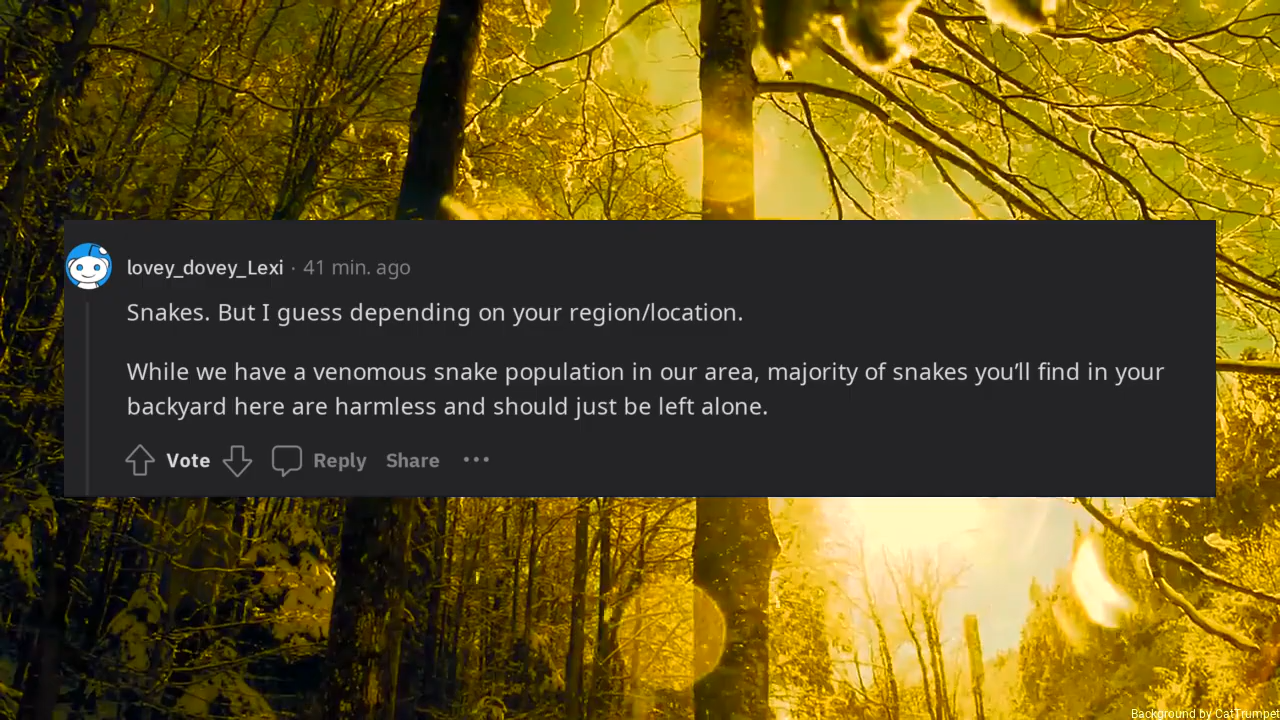 lovey_dovey_Lexi · 41 min. ago
Snakes. But I guess depending on your region/location.
While we have a venomous snake population in our area, majority of snakes you’ll find in your
backyard here are harmless and should just be left alone.
Vote Reply Share ···
Background by CatTrumpet